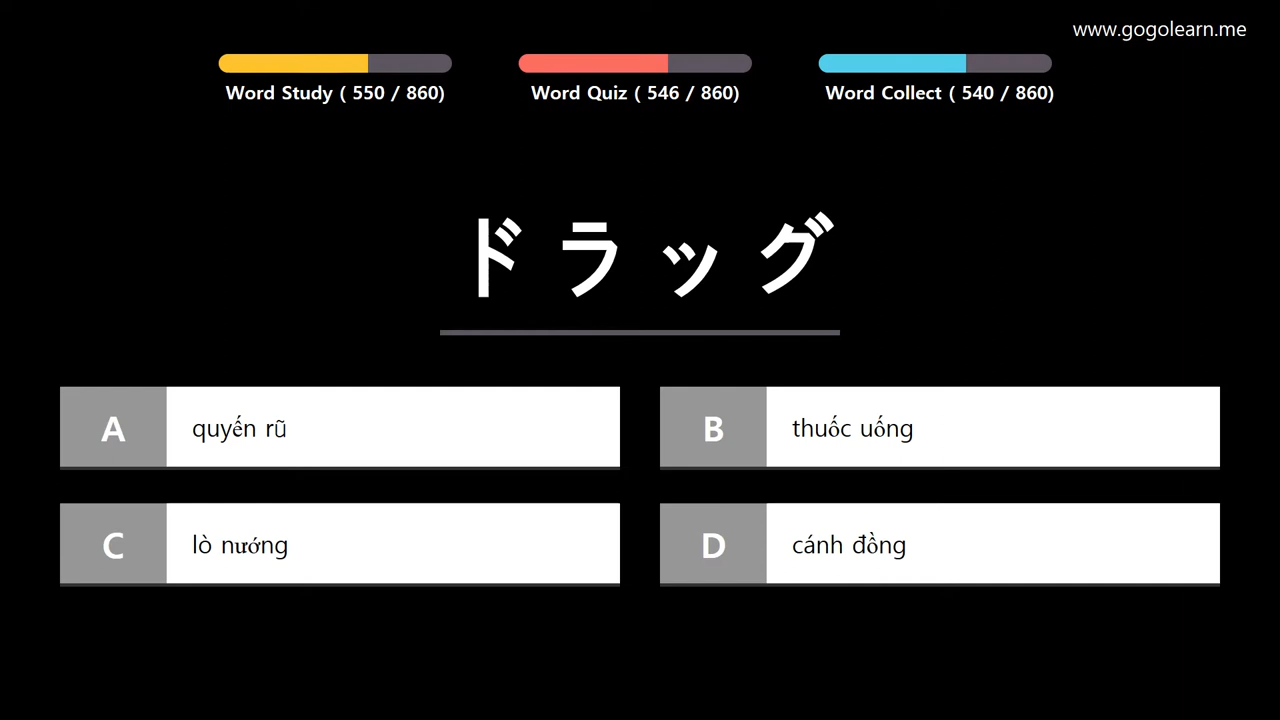 www.gogolearn.me
Word Study ( 550 / 860)
Word Quiz ( 546 / 860)
Word Collect ( 540 / 860)
ドラッグ
A quyến rũ
B thuốc uống
C lò nướng
D cánh đồng